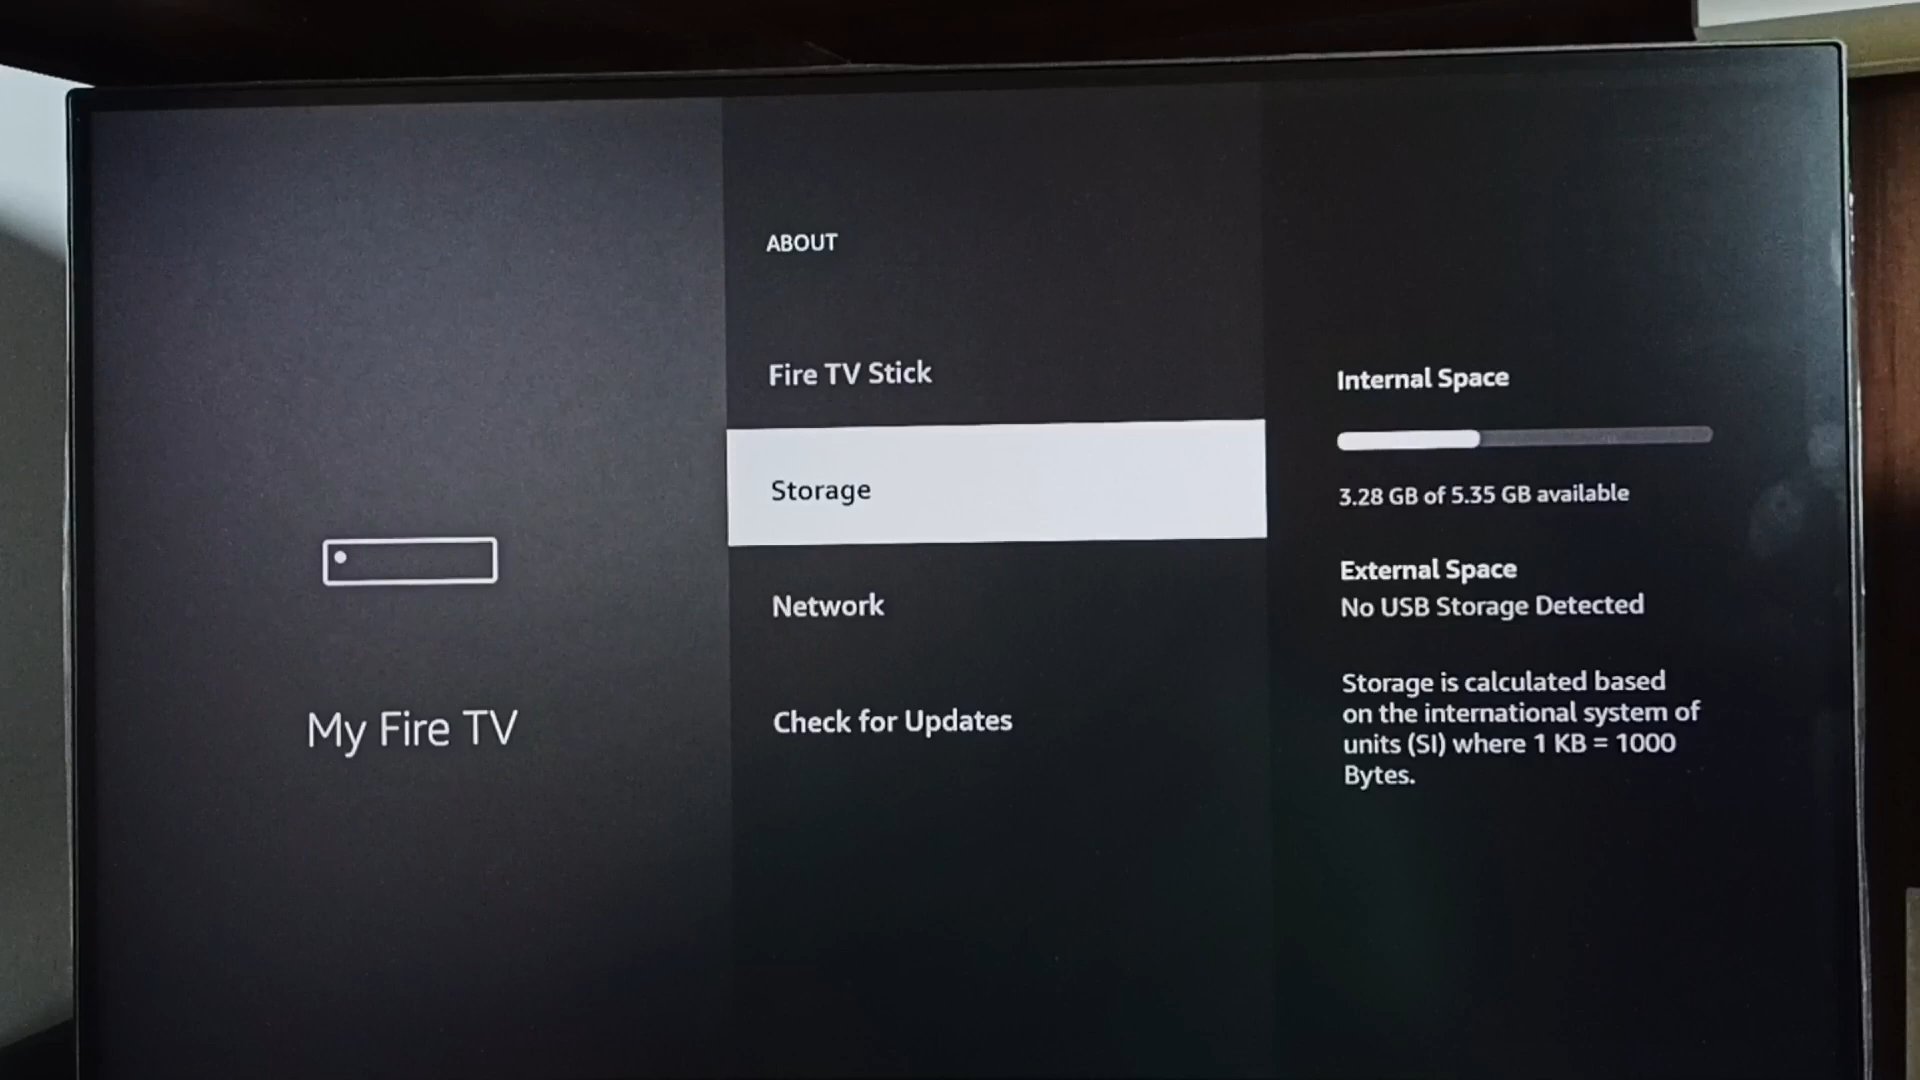 ABOUT
Fire TV Stick
Storage
Network
Check for Updates
My Fire TV
Internal Space
3.28 GB of 5.35 GB available
External Space
No USB Storage Detected
Storage is calculated based
on the international system of
units (SI) where 1 KB = 1000
Bytes.